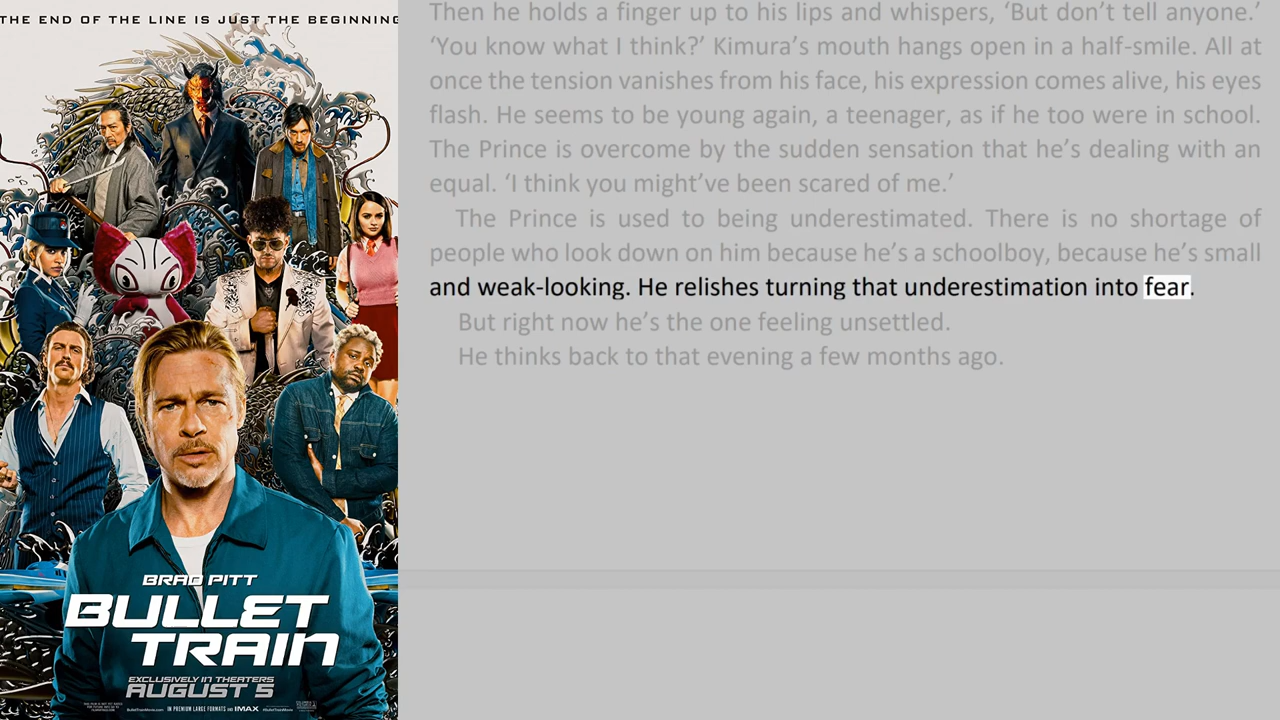 THE END OF THE LINE IS JUST THE BEGINNING
BRAD PITT
BULLET
TRAIN
EXCLUSIVELY IN THEATERS
AUGUST 5
BulletTrainMovie.com
IN PREMIUM LARGE FORMATS AND IMAX
#BulletTrainMovie
Then he holds a finger up to his lips and whispers, ‘But don’t tell anyone.’
‘You know what I think?’ Kimura’s mouth hangs open in a half-smile. All at
once the tension vanishes from his face, his expression comes alive, his eyes
flash. He seems to be young again, a teenager, as if he too were in school.
The Prince is overcome by the sudden sensation that he’s dealing with an
equal. ‘I think you might’ve been scared of me.’
The Prince is used to being underestimated. There is no shortage of
people who look down on him because he’s a schoolboy, because he’s small
and weak-looking. He relishes turning that underestimation into fear.
But right now he’s the one feeling unsettled.
He thinks back to that evening a few months ago.